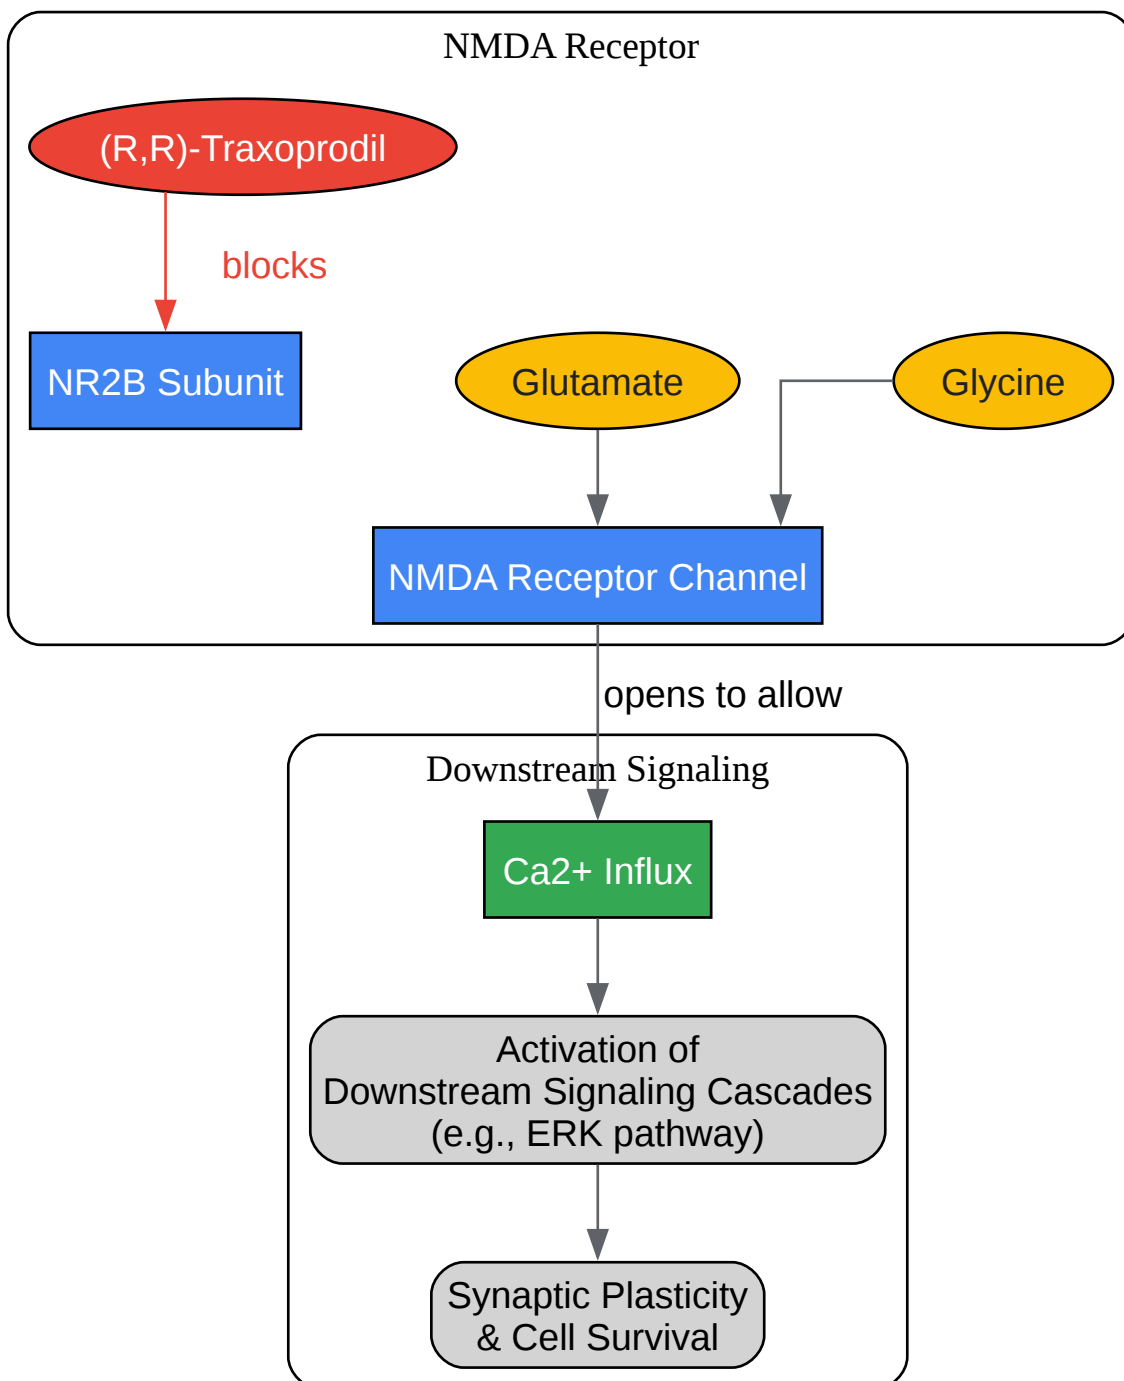 NMDA Receptor
(R,R)-Traxoprodil
blocks
NR2B Subunit
Glutamate
Glycine
NMDA Receptor Channel
opens to allow
Downstream Signaling
Ca2+ Influx
Activation of
Downstream Signaling Cascades
(e.g., ERK pathway)
Synaptic Plasticity
& Cell Survival